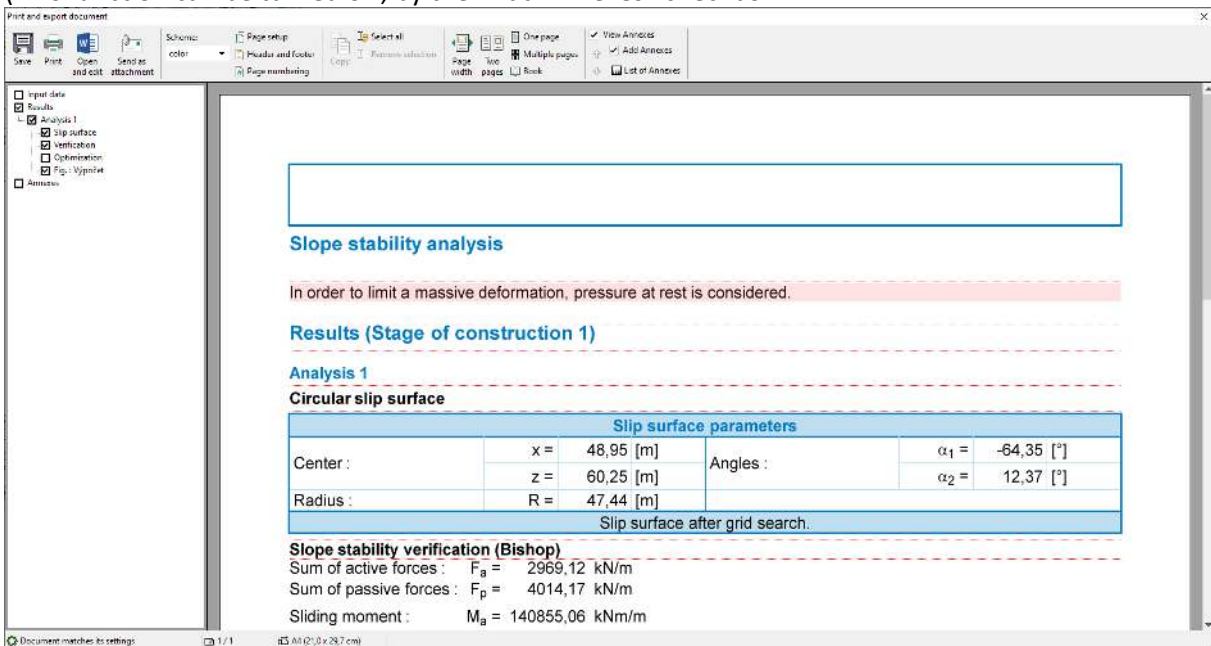 Print and export document
Save
Print
Open and edit
Send as attachment
Scheme:
color
Page setup
Header and footer
Page numbering
Copy
Select all
Remove selection
Page width
Two pages
One page
Multiple pages
Book
View Annexes
Add Annexes
List of Annexes
Input data
Results
Analysis 1
Slip surface
Verification
Optimisation
Fig. : Výpočet
Annexes
Slope stability analysis
In order to limit a massive deformation, pressure at rest is considered.
Results (Stage of construction 1)
Analysis 1
Circular slip surface
Slip surface parameters
Center : x = 48,95 [m] Angles : α1 = -64,35 [°]
z = 60,25 [m] α2 = 12,37 [°]
Radius : R = 47,44 [m]
Slip surface after grid search.
Slope stability verification (Bishop)
Sum of active forces : Fa = 2969,12 kN/m
Sum of passive forces : Fp = 4014,17 kN/m
Sliding moment : Ma = 140855,06 kNm/m
Document matches its settings
1 / 1
A4 (21,0 x 29,7 cm)